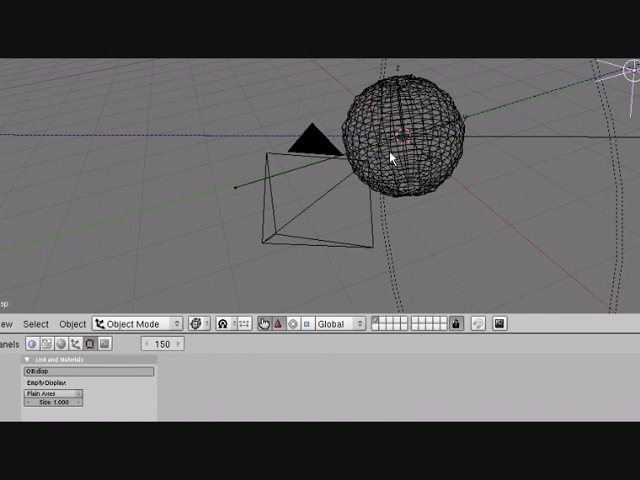 z
sp
ew Select Object Object Mode Global
anels 150
Link and Materials
OB:disp
Empty Display:
Plain Axes
Size: 1.000